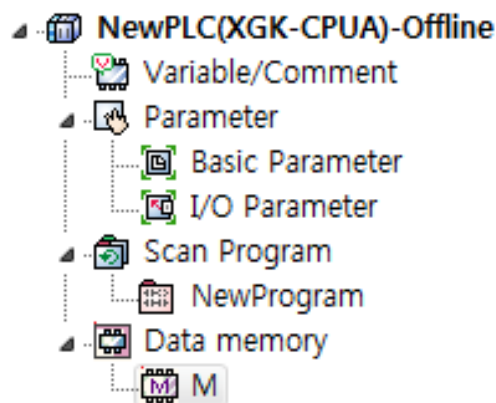 NewPLC(XGK-CPUA)-Offline
Variable/Comment
Parameter
Basic Parameter
I/O Parameter
Scan Program
NewProgram
Data memory
M